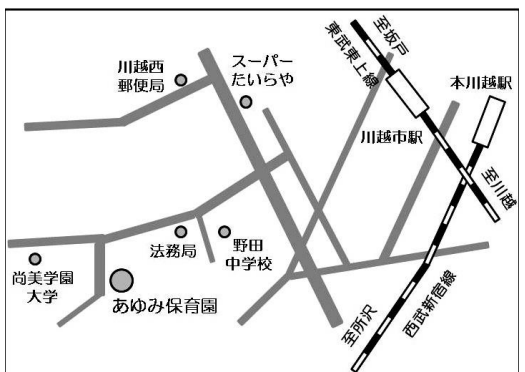 川越西
郵便局
スーパー
たいらや
至坂戸
東武東上線
本川越駅
川越市駅
至川越
法務局
野田
中学校
尚美学園
大学
あゆみ保育園
至所沢
西武新宿線